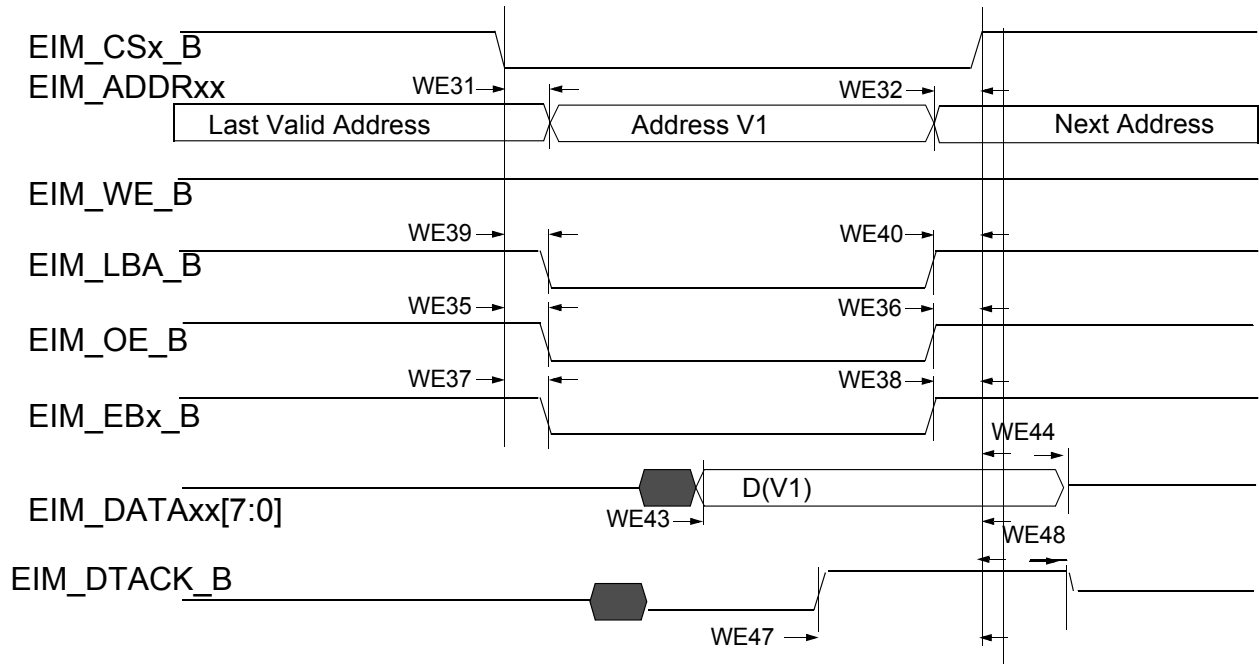 EIM_CSx_B
EIM_ADDRxx
WE31
WE32
Last Valid Address
Address V1
Next Address
EIM_WE_B
WE39
WE40
EIM_LBA_B
WE35
WE36
EIM_OE_B
WE37
WE38
EIM_EBx_B
WE44
D(V1)
EIM_DATAxx[7:0]
WE43
WE48
EIM_DTACK_B
WE47